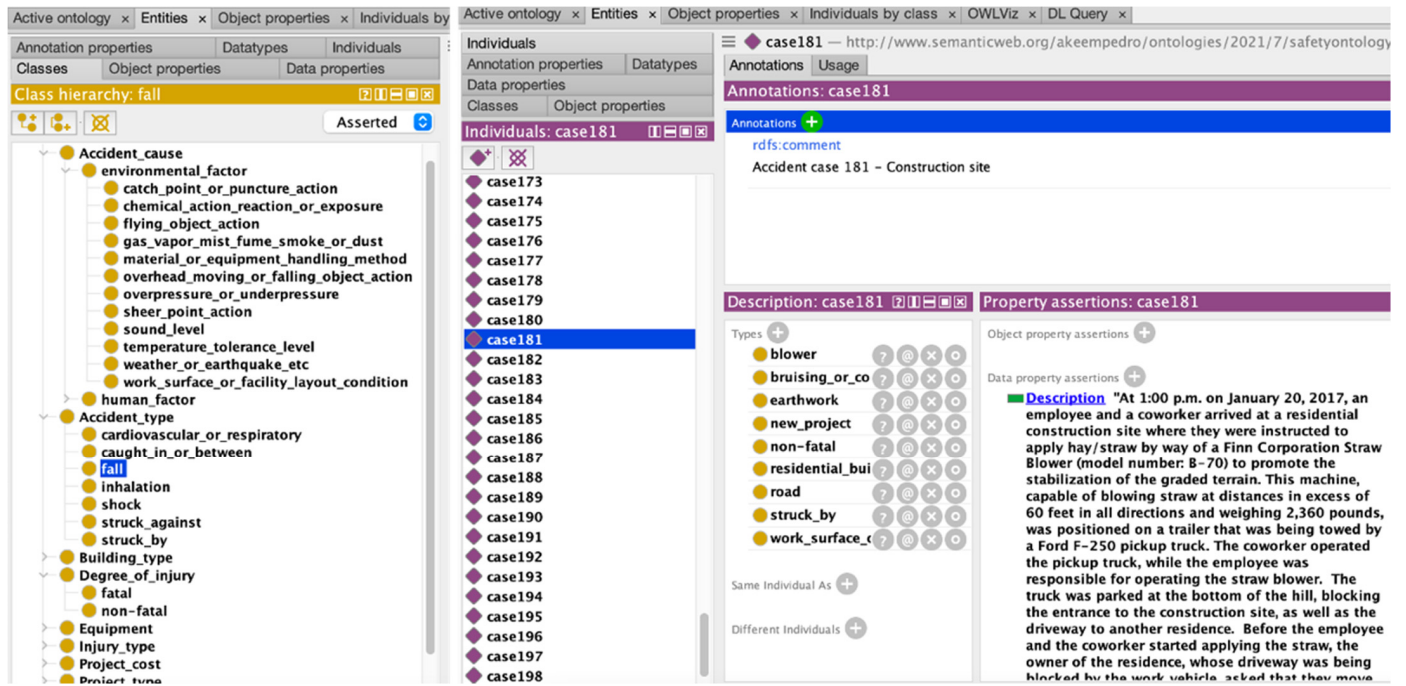 Active ontology × Entities × Object properties × Individuals by
Annotation properties Datatypes Individuals
Classes Object properties Data properties
Class hierarchy: fall
Asserted
Accident_cause
environmental_factor
catch_point_or_puncture_action
chemical_action_reaction_or_exposure
flying_object_action
gas_vapor_mist_fume_smoke_or_dust
material_or_equipment_handling_method
overhead_moving_or_falling_object_action
overpressure_or_underpressure
sheer_point_action
sound_level
temperature_tolerance_level
weather_or_earthquake_etc
work_surface_or_facility_layout_condition
human_factor
Accident_type
cardiovascular_or_respiratory
caught_in_or_between
fall
inhalation
shock
struck_against
struck_by
Building_type
Degree_of_injury
fatal
non-fatal
Equipment
Injury_type
Project_cost
Project_type
Active ontology × Entities × Object properties × Individuals by class × OWLViz × DL Query ×
Individuals
Annotation properties Datatypes
Data properties
Classes Object properties
Individuals: case181
case173
case174
case175
case176
case177
case178
case179
case180
case181
case182
case183
case184
case185
case186
case187
case188
case189
case190
case191
case192
case193
case194
case195
case196
case197
case198
case181 — http://www.semanticweb.org/akeempedro/ontologies/2021/7/safetyontology
Annotations Usage
Annotations: case181
Annotations
rdfs:comment
Accident case 181 – Construction site
Description: case181
Types
blower
bruising_or_co
earthwork
new_project
non-fatal
residential_bui
road
struck_by
work_surface_o
Same Individual As
Different Individuals
Property assertions: case181
Object property assertions
Data property assertions
Description "At 1:00 p.m. on January 20, 2017, an
employee and a coworker arrived at a residential
construction site where they were instructed to
apply hay/straw by way of a Finn Corporation Straw
Blower (model number: B-70) to promote the
stabilization of the graded terrain. This machine,
capable of blowing straw at distances in excess of
60 feet in all directions and weighing 2,360 pounds,
was positioned on a trailer that was being towed by
a Ford F-250 pickup truck. The coworker operated
the pickup truck, while the employee was
responsible for operating the straw blower. The
truck was parked at the bottom of the hill, blocking
the entrance to the construction site, as well as the
driveway to another residence. Before the employee
and the coworker started applying the straw, the
owner of the residence, whose driveway was being
blocked by the work vehicle, asked that they move